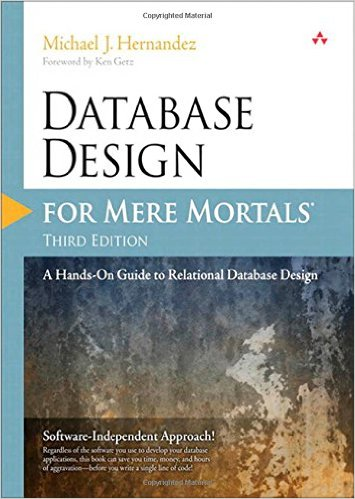 Copyrighted Material
Michael J. Hernandez
Foreword by Ken Getz
DATABASE
DESIGN
FOR MERE MORTALS®
THIRD EDITION
A Hands-On Guide to Relational Database Design
Software-Independent Approach!
Regardless of the software you use to develop your database
applications, this book can save you time, money, and hours
of aggravation—before you write a single line of code!
Copyrighted Material